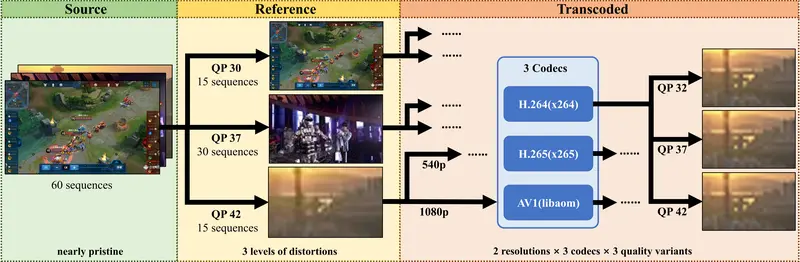 Source
Reference
Transcoded
60 sequences
nearly pristine
QP 30
15 sequences
QP 37
30 sequences
QP 42
15 sequences
3 levels of distortions
......
......
......
......
540p
......
1080p
3 Codecs
H.264(x264)
H.265(x265)
AV1(libaom)
......
......
QP 32
QP 37
QP 42
2 resolutions × 3 codecs × 3 quality variants